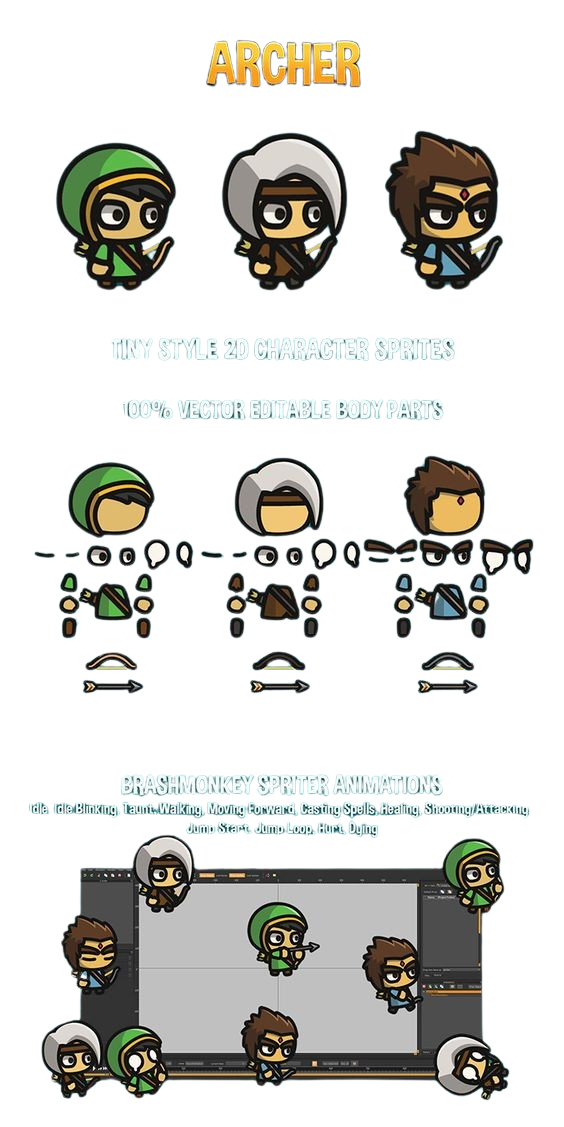 ARCHER
TINY STYLE 2D CHARACTER SPRITES
100% VECTOR EDITABLE BODY PARTS
BRASHMONKEY SPRITER ANIMATIONS
Idle, Idle Blinking, Taunt, Walking, Moving Forward, Casting Spells, Healing, Shooting/Attacking
Jump Start, Jump Loop, Hurt, Dying